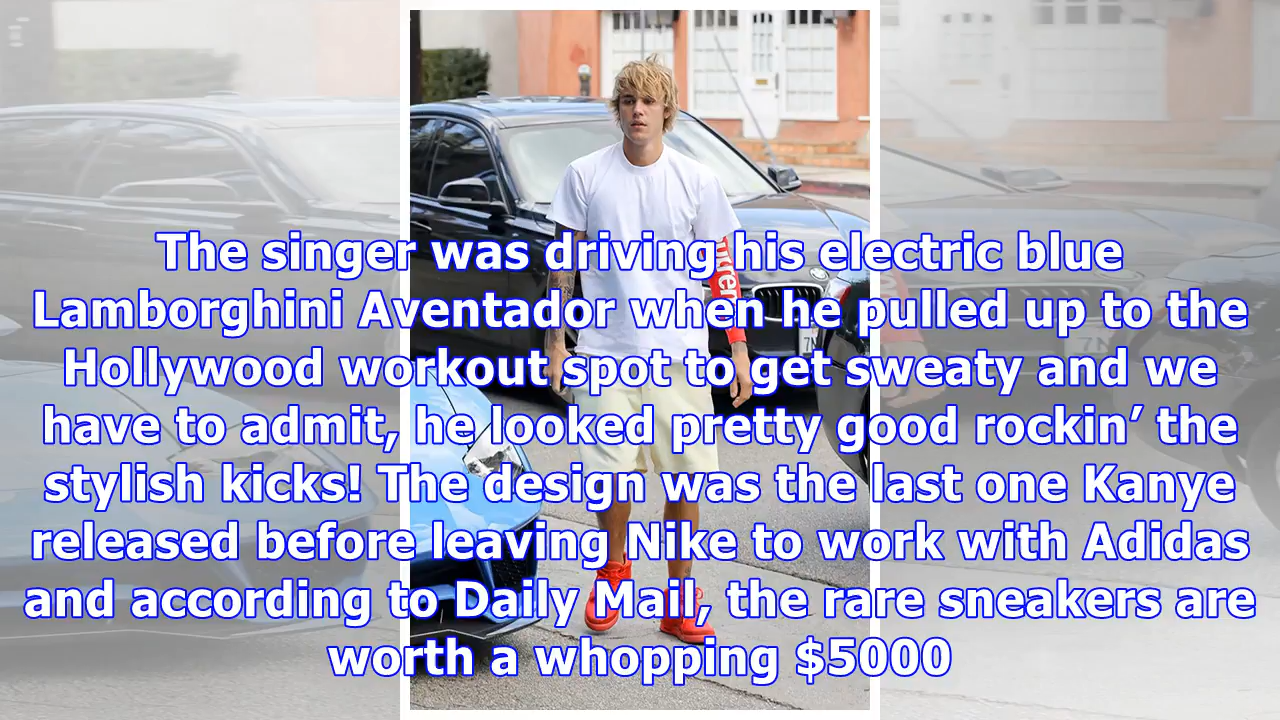 The singer was driving his electric blue
Lamborghini Aventador when he pulled up to the
Hollywood workout spot to get sweaty and we
have to admit, he looked pretty good rockin’ the
stylish kicks! The design was the last one Kanye
released before leaving Nike to work with Adidas
and according to Daily Mail, the rare sneakers are
worth a whopping $5000